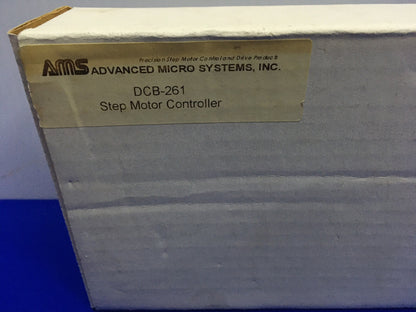 Precision Step Motor Control and Drive Products
AMS ADVANCED MICRO SYSTEMS, INC.
DCB-261
Step Motor Controller